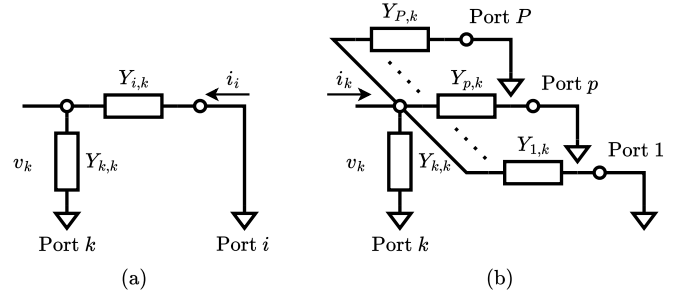 Port P
Y_{P,k}
Y_{i,k}
i_i
i_k
Y_{p,k}
Port p
v_k
Y_{k,k}
v_k
Y_{k,k}
Y_{1,k}
Port 1
Port k
Port i
Port k
(a)
(b)